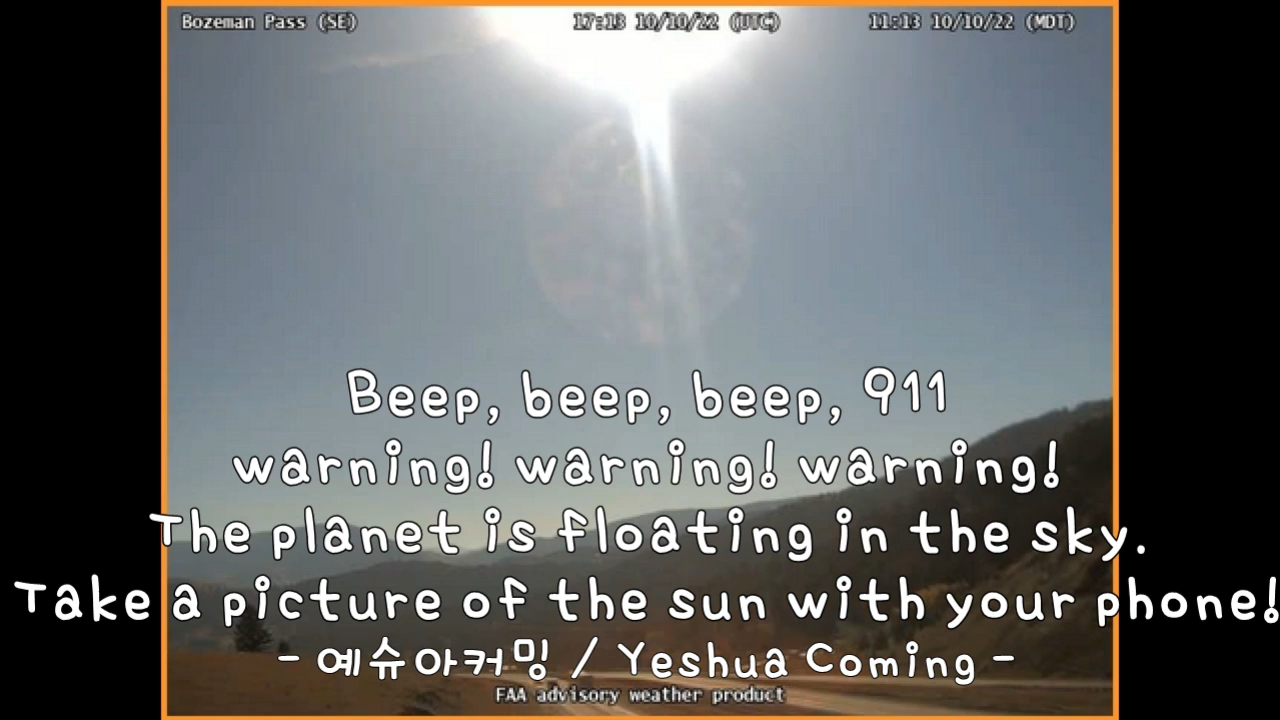 Bozeman Pass (SE) 17:13 10/10/22 (UTC) 11:13 10/10/22 (MDT)
Beep, beep, beep, 911
warning! warning! warning!
The planet is floating in the sky.
Take a picture of the sun with your phone!
- 예슈아커밍 / Yeshua Coming -
FAA advisory weather product